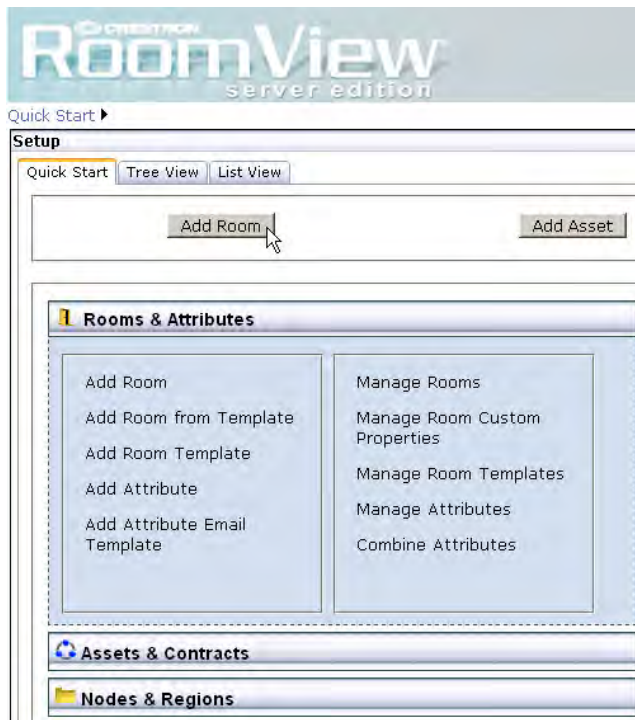 CRESTRON
RoomView
server edition
Quick Start
Setup
Quick Start Tree View List View
Add Room Add Asset
Rooms & Attributes
Add Room
Add Room from Template
Add Room Template
Add Attribute
Add Attribute Email
Template
Manage Rooms
Manage Room Custom
Properties
Manage Room Templates
Manage Attributes
Combine Attributes
Assets & Contracts
Nodes & Regions